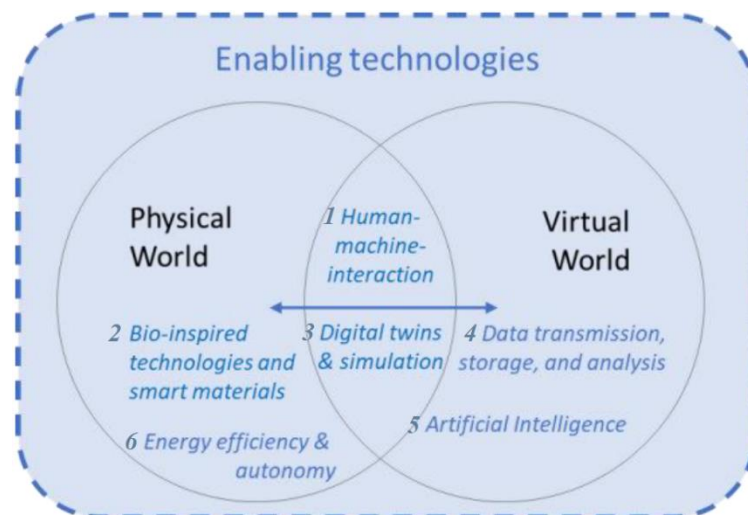 Enabling technologies
Physical
World
1 Human-
machine-
interaction
Virtual
World
2 Bio-inspired
technologies and
smart materials
3 Digital twins
& simulation
4 Data transmission,
storage, and analysis
6 Energy efficiency &
autonomy
5 Artificial Intelligence